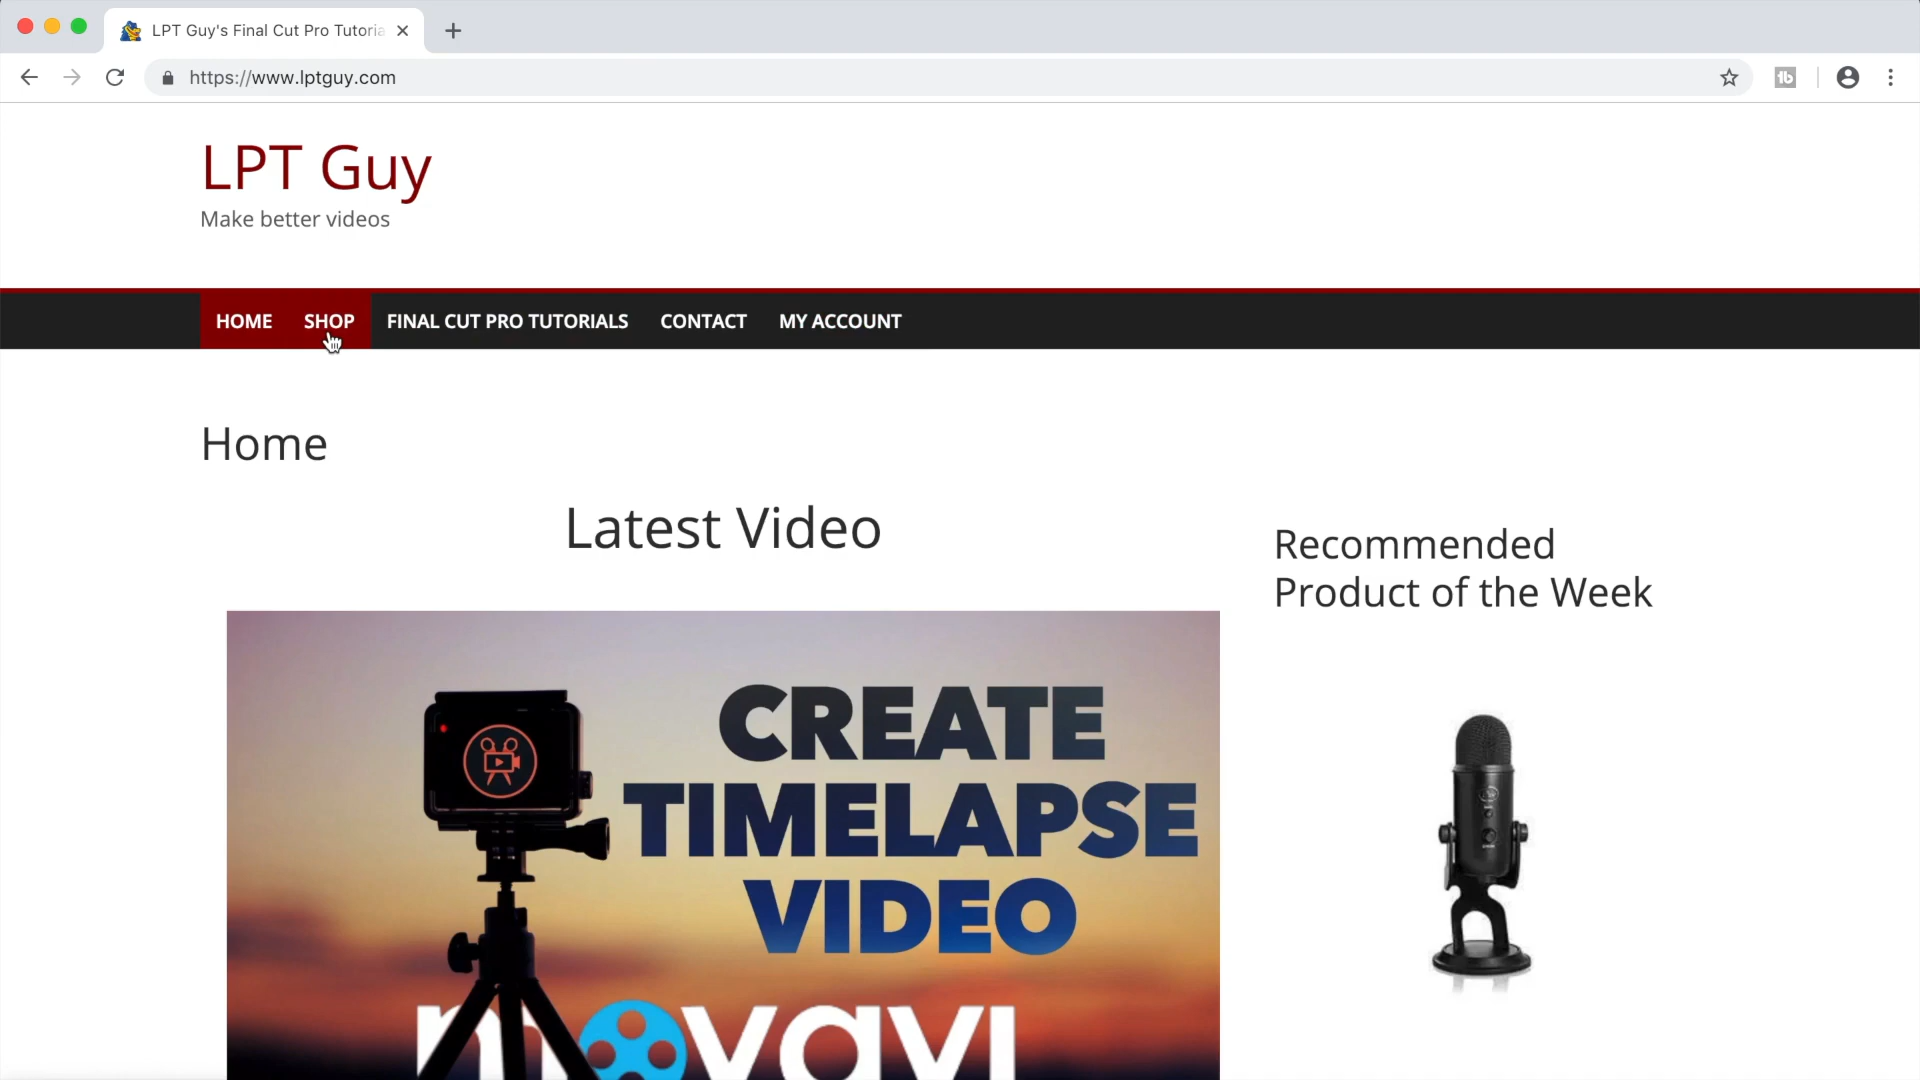 LPT Guy's Final Cut Pro Tutoria
https://www.lptguy.com
LPT Guy
Make better videos
HOME SHOP FINAL CUT PRO TUTORIALS CONTACT MY ACCOUNT
Home
Latest Video
Recommended
Product of the Week
CREATE
TIMELAPSE
VIDEO
movavi